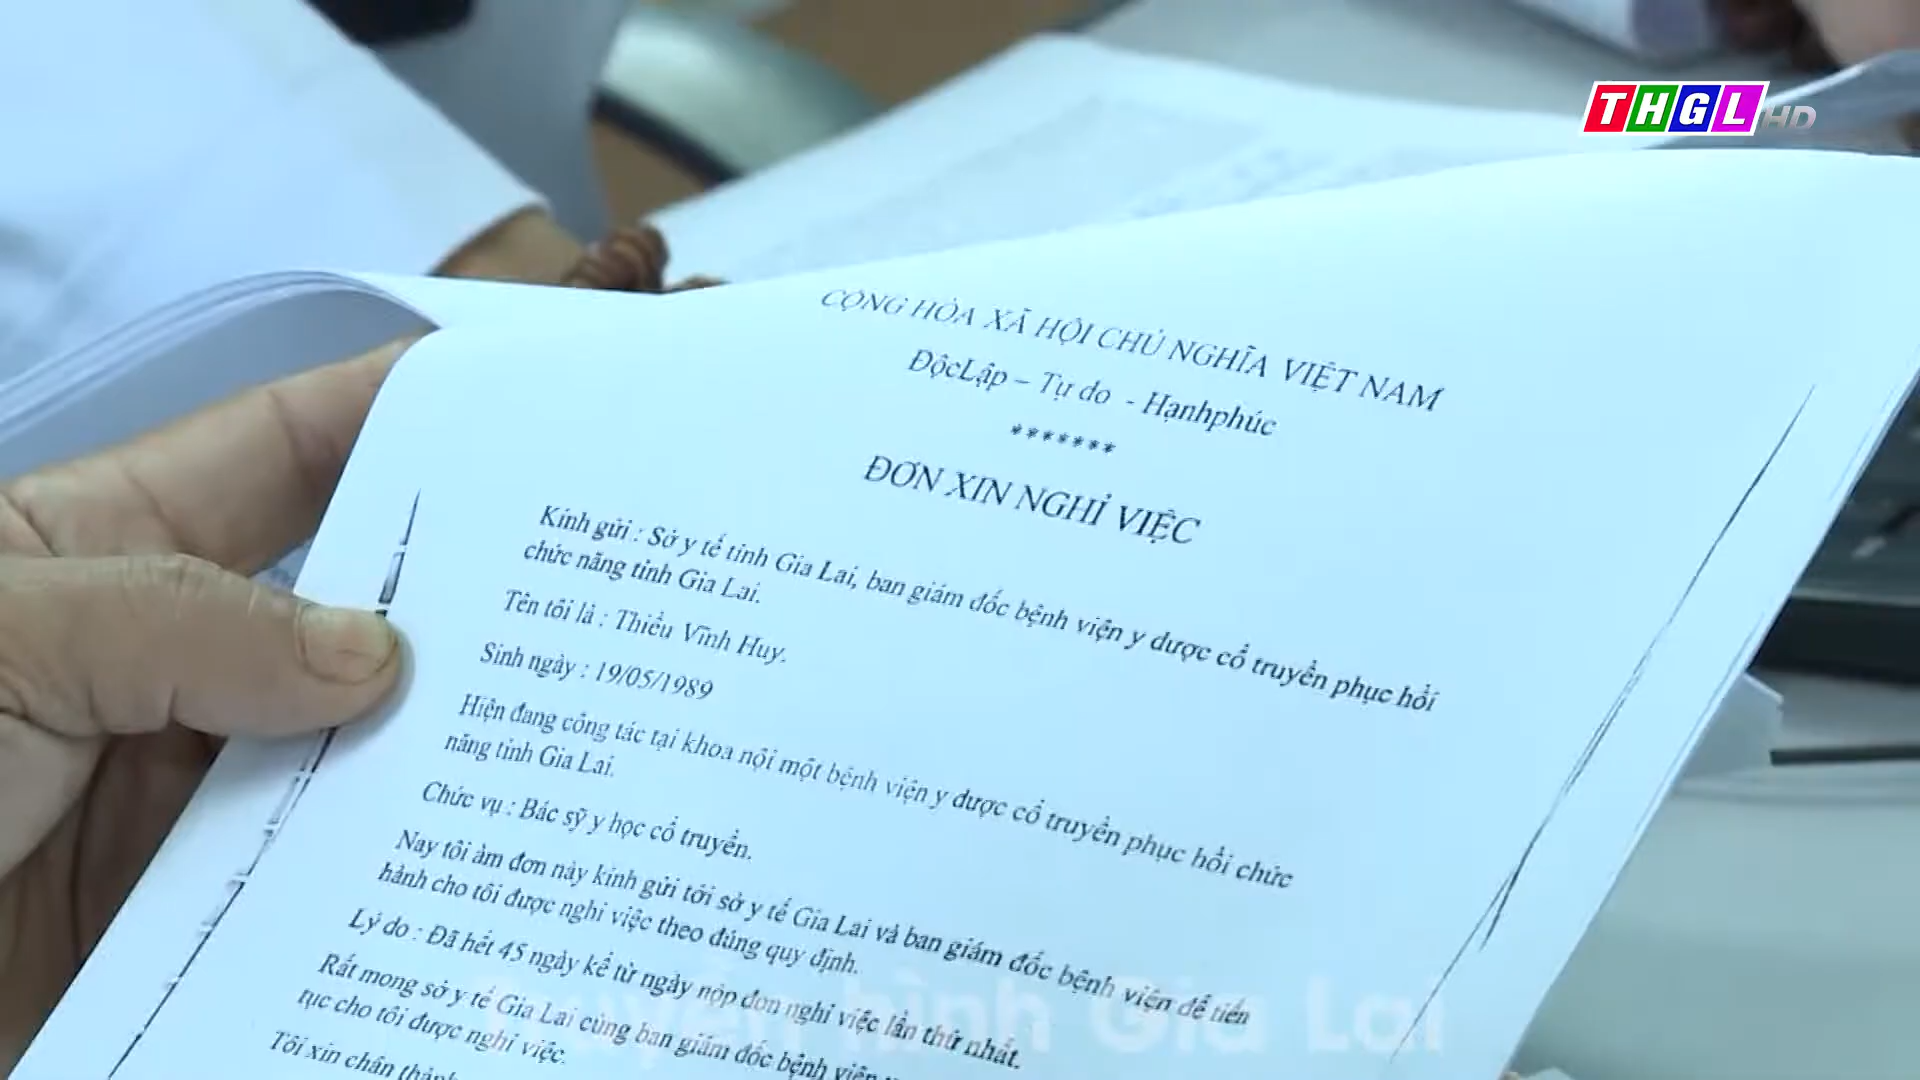 THGL HD
CỘNG HÒA XÃ HỘI CHỦ NGHĨA VIỆT NAM
ĐộcLập – Tự do - Hạnhphúc
*******
ĐƠN XIN NGHỈ VIỆC
Kính gửi : Sở y tế tỉnh Gia Lai, ban giám đốc bệnh viện y dược cổ truyền phục hồi
chức năng tỉnh Gia Lai.
Tên tôi là : Thiều Vĩnh Huy.
Sinh ngày : 19/05/1989
Hiện đang công tác tại khoa nội một bệnh viện y dược cổ truyền phục hồi chức
năng tỉnh Gia Lai.
Chức vụ : Bác sỹ y học cổ truyền.
Nay tôi àm đơn này kính gửi tới sở y tế Gia Lai và ban giám đốc bệnh viện để tiến
hành cho tôi được nghỉ việc theo đúng quy định.
Lý do : Đã hết 45 ngày kể từ ngày nộp đơn nghỉ việc lần thứ nhất.
Rất mong sở y tế Gia Lai cùng ban giám đốc bệnh viện
tục cho tôi được nghỉ việc.
Tôi xin chân thành
hình Gia Lai